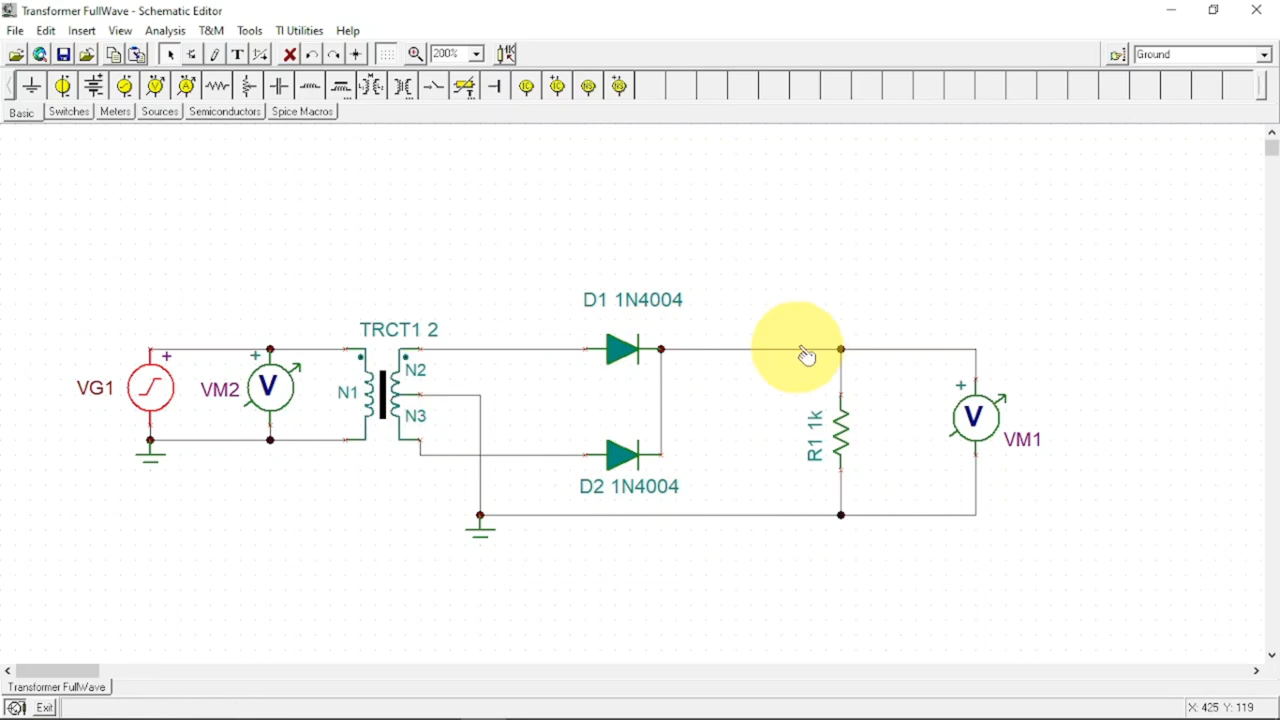 Transformer FullWave - Schematic Editor
File Edit Insert View Analysis T&M Tools TI Utilities Help
200% Ground
Basic Switches Meters Sources Semiconductors Spice Macros
D1 1N4004
TRCT1 2
VG1 + VM2 + V N1 N2 N3
R1 1k + V VM1
D2 1N4004
Transformer FullWave
Exit X: 425 Y: 119